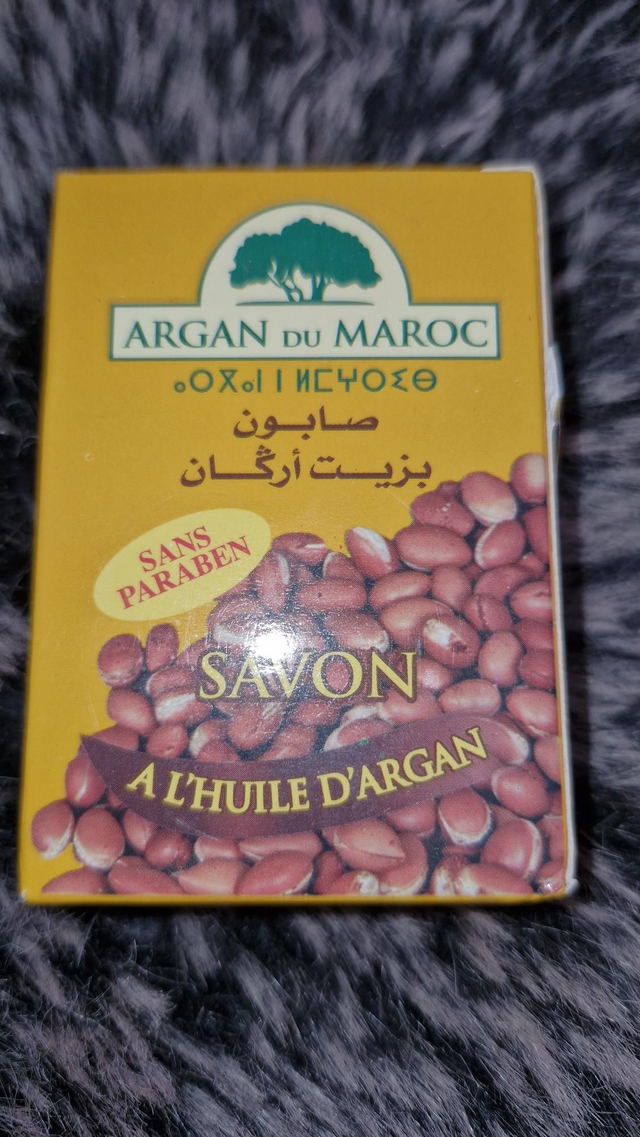 ARGAN DU MAROC
ⴰⵔⴳⴰⵏ ⵏ ⵍⵎⵖⵔⵉⴱ
صابون
بزيت أرڭان
SANS
PARABEN
SAVON
A L'HUILE D'ARGAN